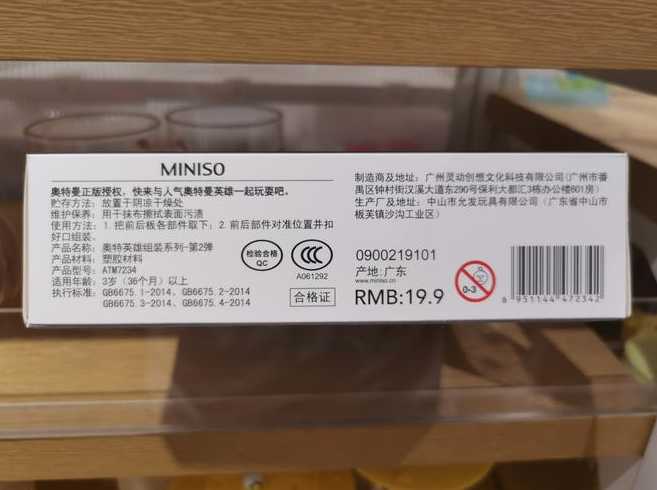 MINISO
奥特曼正版授权,快来与人气奥特曼英雄一起玩耍吧。
贮存方法:放置于阴凉干燥处
维护保养:用干抹布擦拭表面污渍
使用方法:1.把前后板各部件取下;2.前后部件对准位置并扣
好口组装。
产品名称:奥特英雄组装系列-第2弹
产品材料:塑胶材料
产品型号:ATM7234
适用年龄:3岁(36个月)以上
执行标准:GB6675.1-2014、GB6675.2-2014
GB6675.3-2014、GB6675.4-2014
检验合格
QC
CCC
A061292
合格证
制造商及地址:广州灵动创想文化科技有限公司(广州市番
禺区钟村街汉溪大道东290号保利大都汇3栋办公楼601房)
生产厂及地址:中山市允发玩具有限公司(广东省中山市
板芙镇沙沟工业区)
0900219101
产地:广东
www.miniso.cn
RMB:19.9
0-3
8 951144 472342